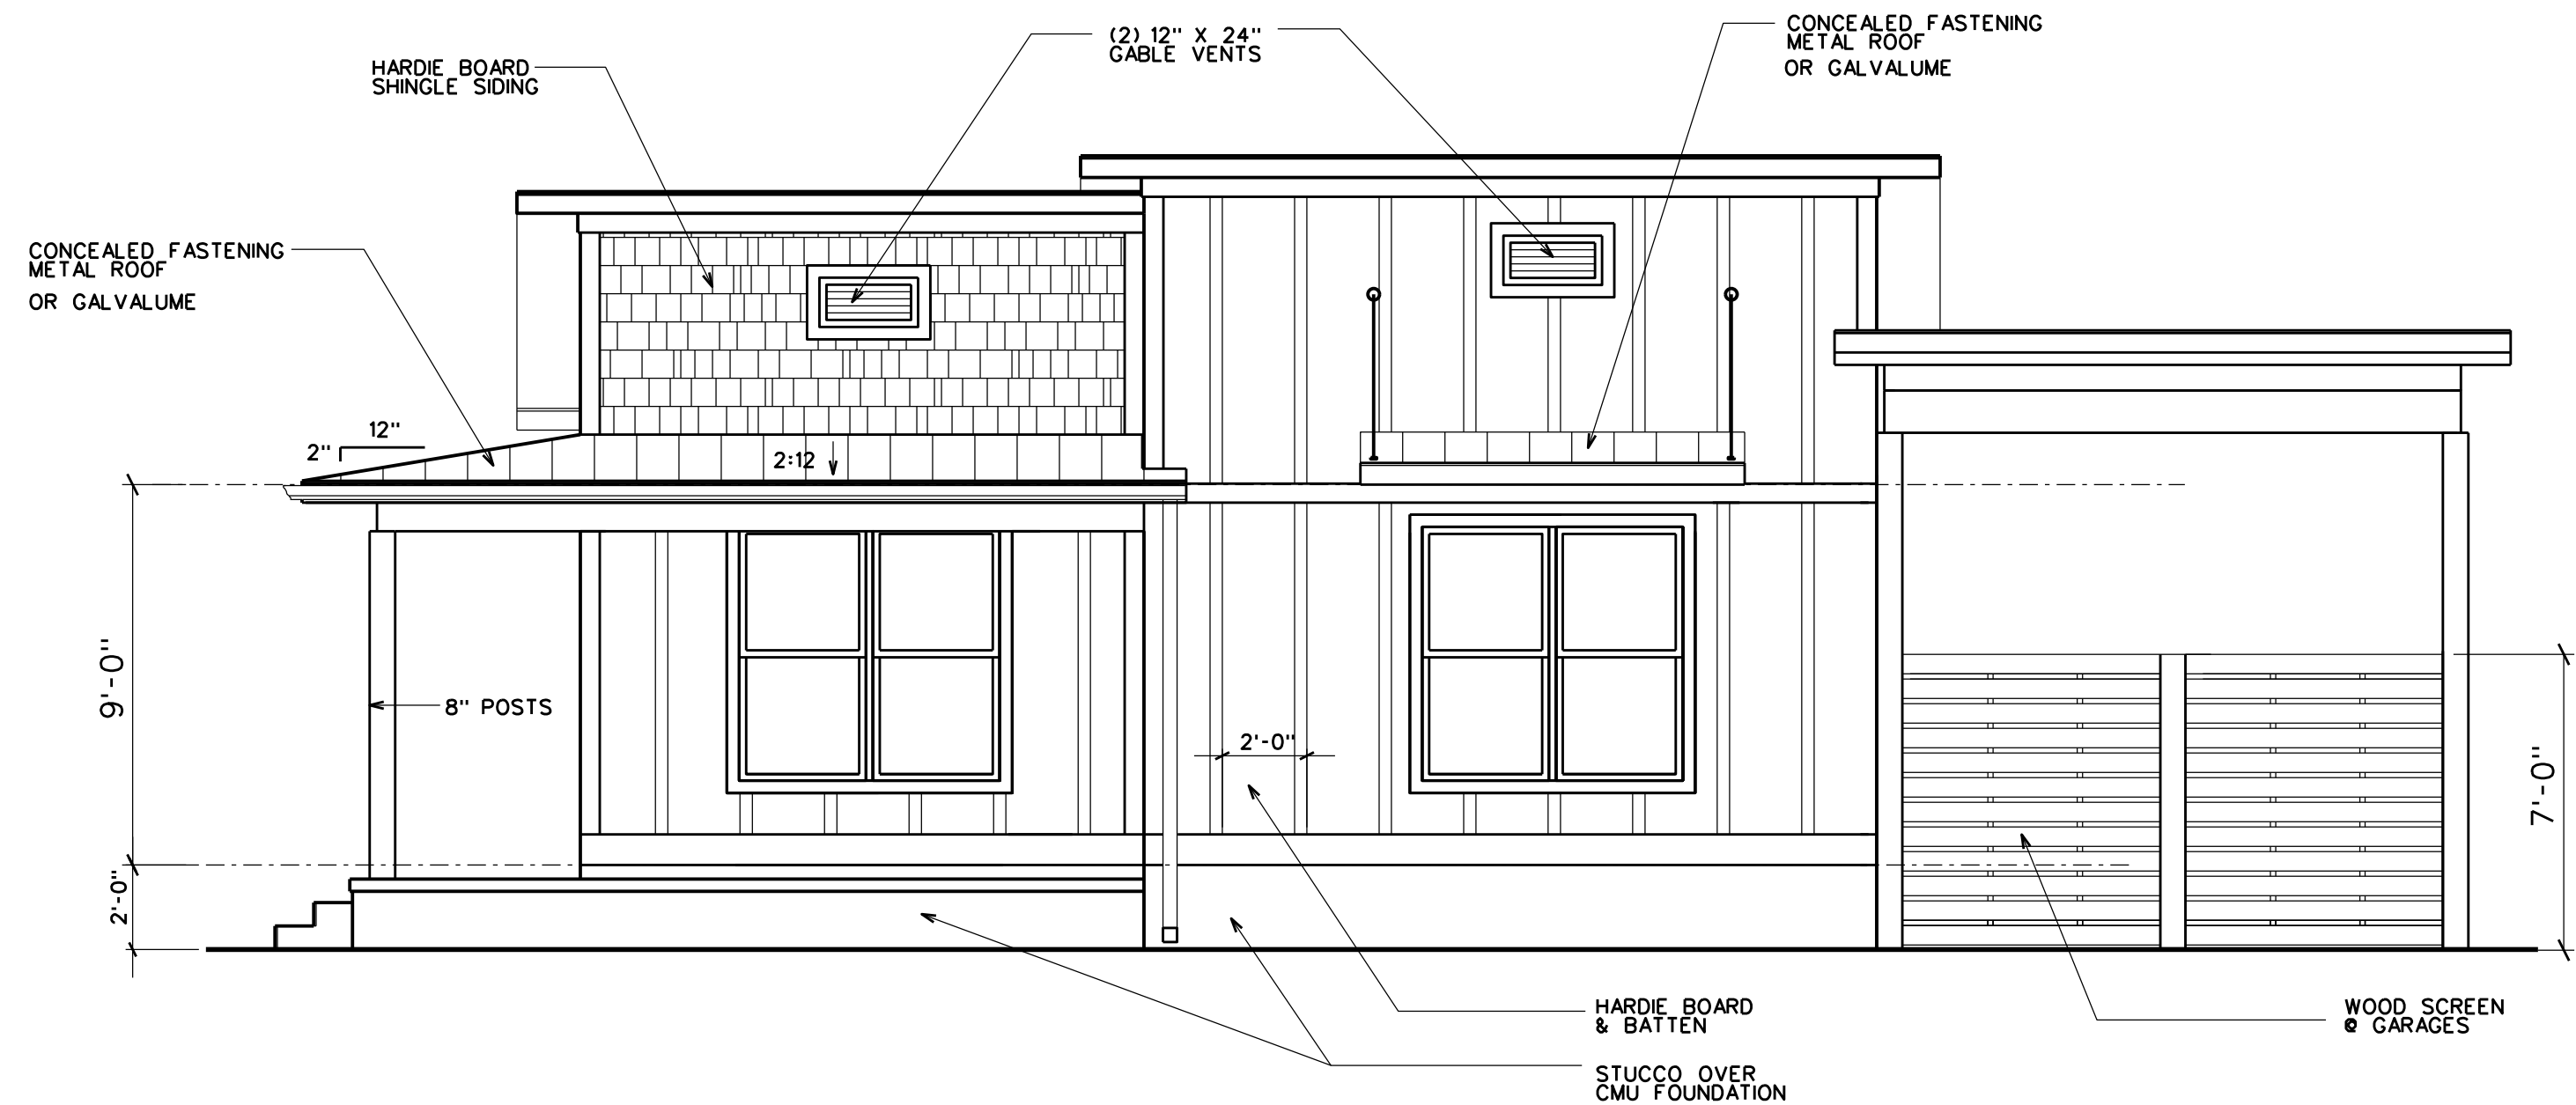 (2) 12" X 24"
GABLE VENTS
CONCEALED FASTENING
METAL ROOF
OR GALVALUME
HARDIE BOARD
SHINGLE SIDING
CONCEALED FASTENING
METAL ROOF
OR GALVALUME
12"
2"
2:12
9'-0"
8" POSTS
2'-0"
7'-0"
2'-0"
HARDIE BOARD
& BATTEN
WOOD SCREEN
@ GARAGES
STUCCO OVER
CMU FOUNDATION